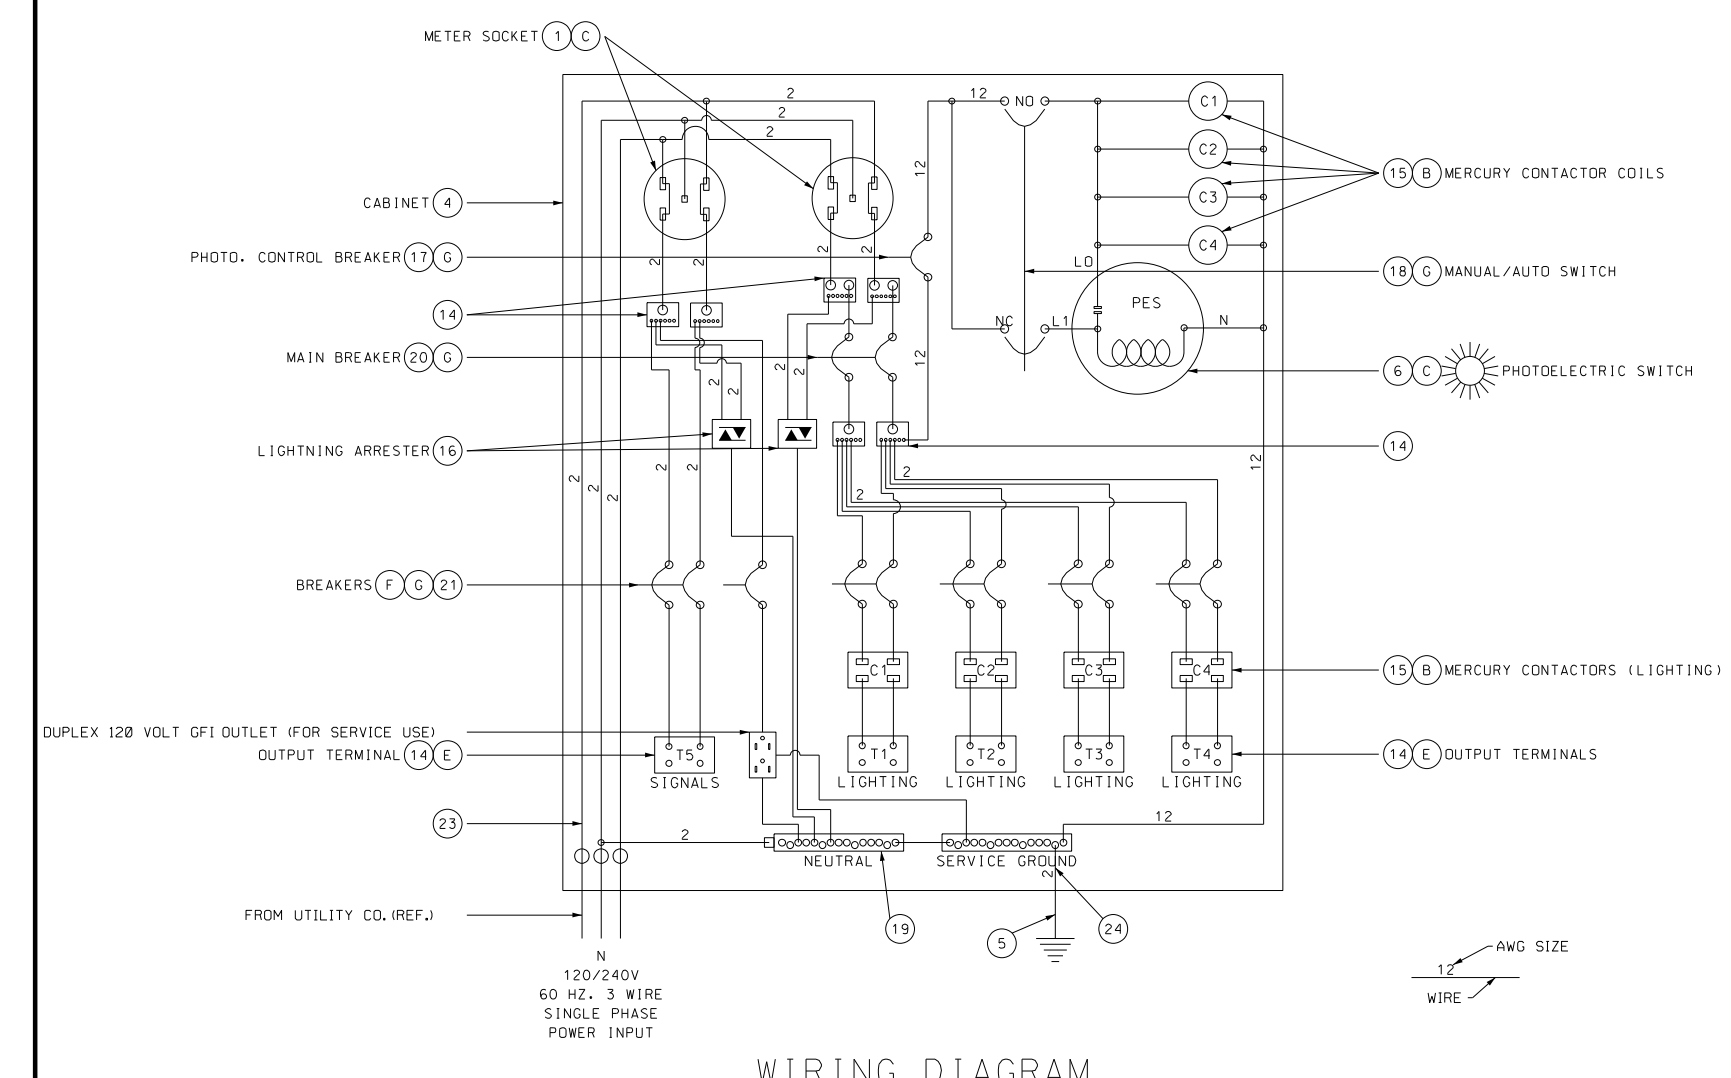 METER SOCKET 1 C
2
2
2
12 NO C1
12
C2
15 B MERCURY CONTACTOR COILS
C3
CABINET 4
C4
2 2
2 2
PHOTO. CONTROL BREAKER 17 G
LO
18 G MANUAL/AUTO SWITCH
PES
14
NC L1 N
MAIN BREAKER 20 G
12
2 2
2 2
6 C PHOTOELECTRIC SWITCH
LIGHTNING ARRESTER 16
14
12
2 2
2
2 2 2
2
BREAKERS F G 21
C1 C2 C3 C4
15 B MERCURY CONTACTORS (LIGHTING)
DUPLEX 120 VOLT GFI OUTLET (FOR SERVICE USE)
OUTPUT TERMINAL 14 E
T5 T1 T2 T3 T4
14 E OUTPUT TERMINALS
SIGNALS LIGHTING LIGHTING LIGHTING LIGHTING
23
12
2
NEUTRAL SERVICE GROUND
2
FROM UTILITY CO. (REF.)
19 5 24
N
120/240V
60 HZ. 3 WIRE
SINGLE PHASE
POWER INPUT
AWG SIZE
12
WIRE
WIRING DIAGRAM